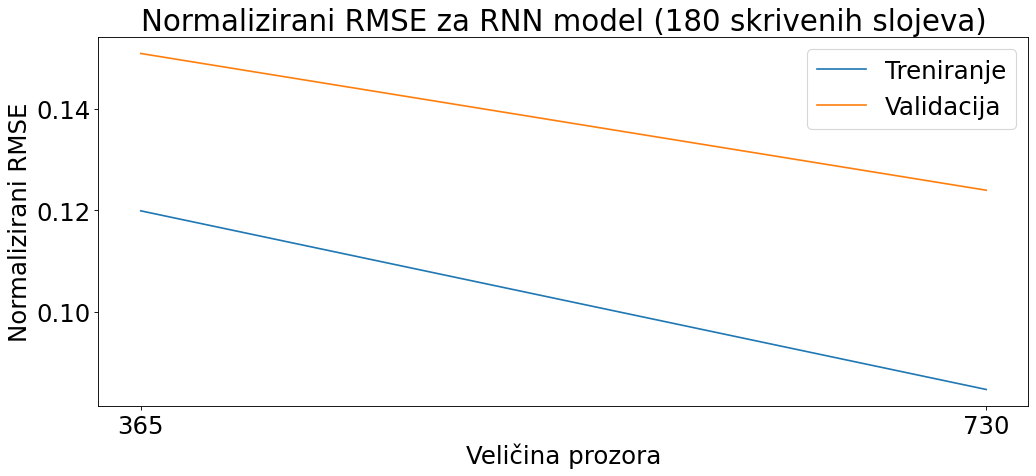 Normalizirani RMSE za RNN model (180 skrivenih slojeva)
Treniranje
Validacija
Normalizirani RMSE
0.14
0.12
0.10
365
730
Veličina prozora